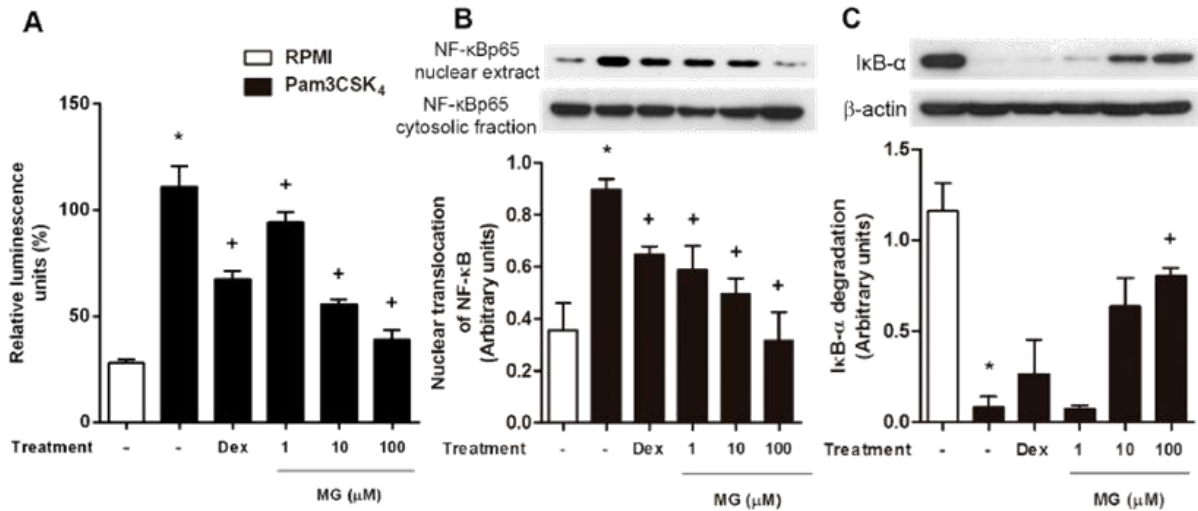 A
RPMI
Pam3CSK4
150
100
50
0
Relative luminescence
units (%)
*
+
+
+
+
Treatment - - Dex 1 10 100
MG (μM)
B
NF-κBp65
nuclear extract
NF-κBp65
cytosolic fraction
1.0
0.8
0.6
0.4
0.2
0.0
Nuclear translocation
of NF-κB
(Arbitrary units)
*
+
+
+
+
Treatment - - Dex 1 10 100
MG (μM)
C
IκB-α
β-actin
1.5
1.0
0.5
0.0
IκB-α degradation
(Arbitrary units)
*
+
Treatment - - Dex 1 10 100
MG (μM)